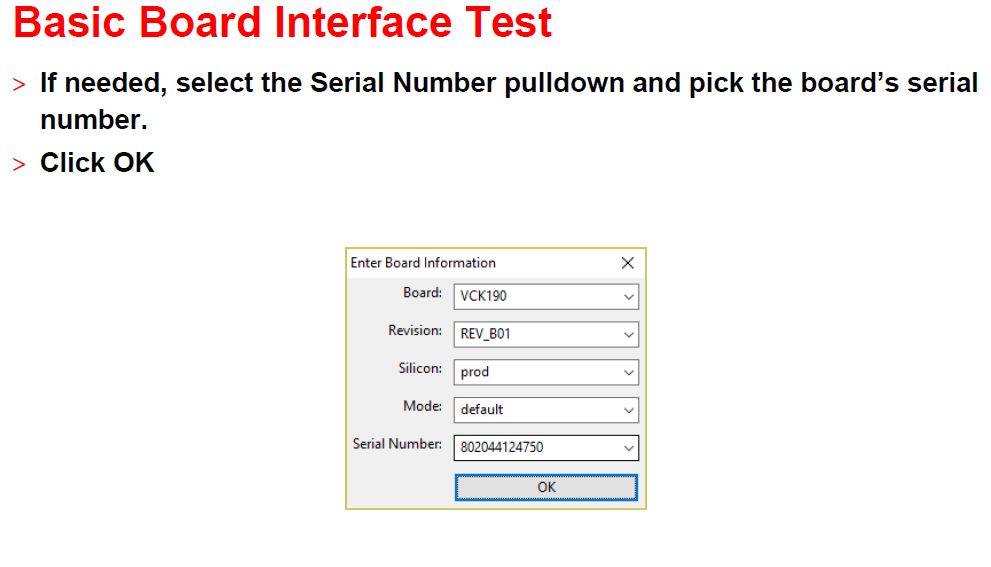 Basic Board Interface Test
> If needed, select the Serial Number pulldown and pick the board’s serial
number.
> Click OK
Enter Board Information
Board: VCK190
Revision: REV_B01
Silicon: prod
Mode: default
Serial Number: 802044124750
OK